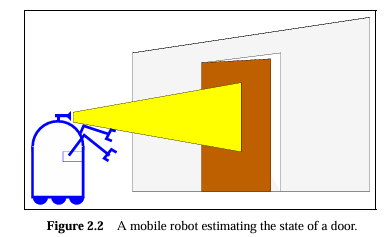 Figure 2.2 A mobile robot estimating the state of a door.